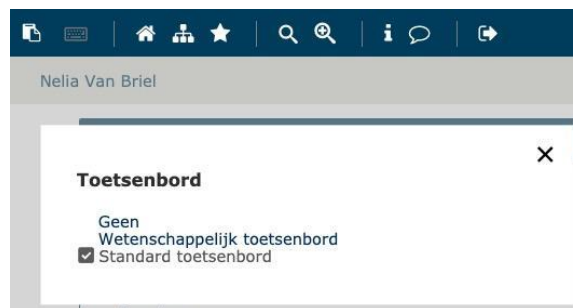 Nelia Van Briel
Toetsenbord
Geen
Wetenschappelijk toetsenbord
Standard toetsenbord